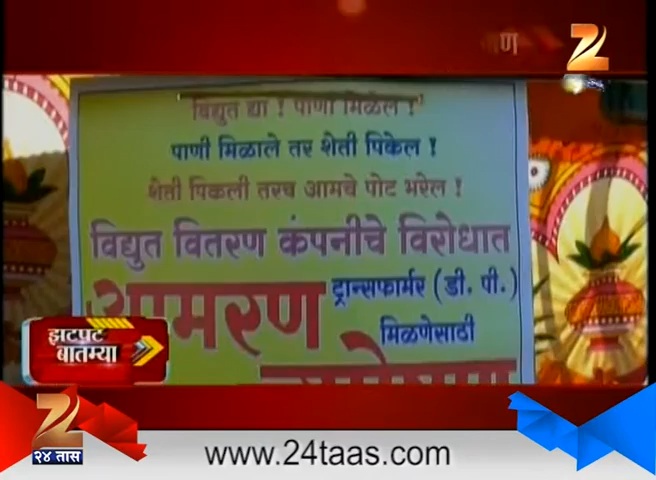 विद्युत द्या ! पाणी मिळेल !
पाणी मिळाले तर शेती पिकेल !
शेती पिकली तरच आमचे पोट भरेल !
विद्युत वितरण कंपनीचे विरोधात
आमरण
ट्रान्सफार्मर (डी. पी.)
मिळणेसाठी
झटपट
बातम्या
२४ तास
www.24taas.com